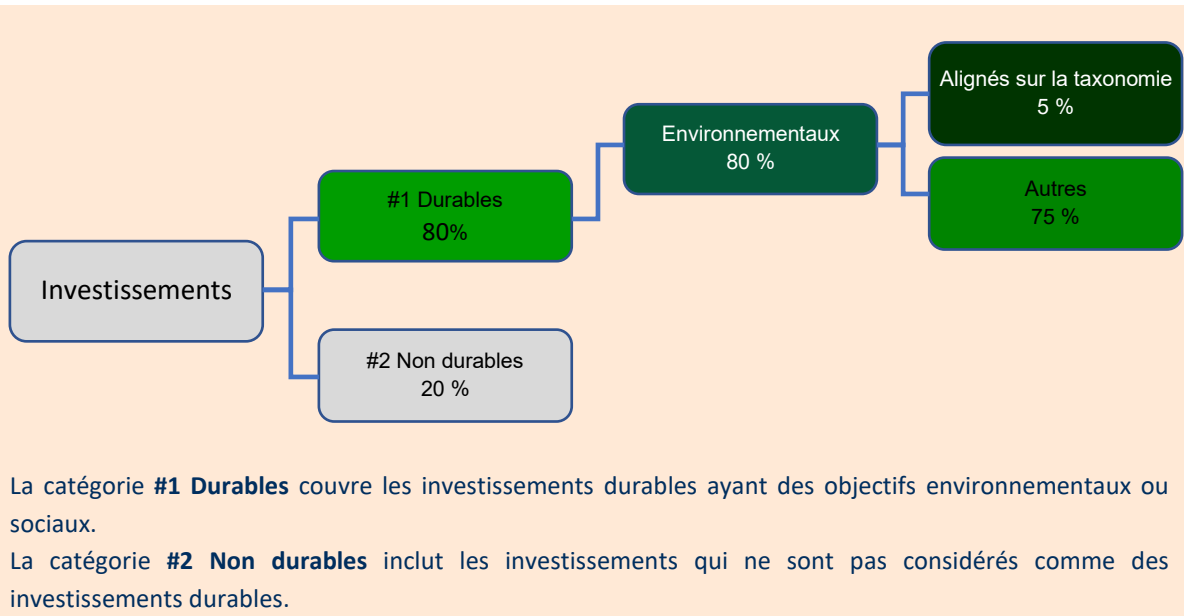 Alignés sur la taxonomie
5 %
Environnementaux
80 %
Autres
75 %
#1 Durables
80%
Investissements
#2 Non durables
20 %
La catégorie #1 Durables couvre les investissements durables ayant des objectifs environnementaux ou
sociaux.
La catégorie #2 Non durables inclut les investissements qui ne sont pas considérés comme des
investissements durables.